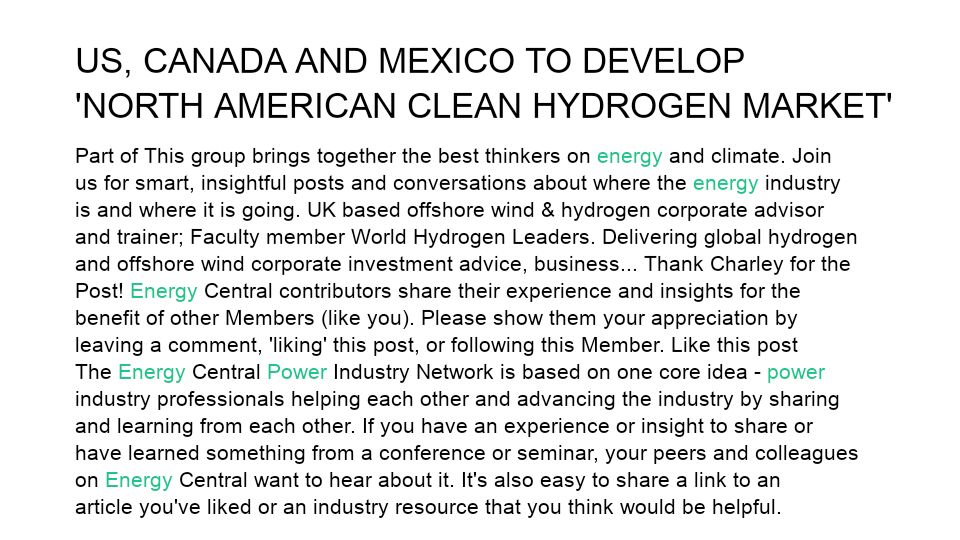 US, CANADA AND MEXICO TO DEVELOP
'NORTH AMERICAN CLEAN HYDROGEN MARKET'
Part of This group brings together the best thinkers on energy and climate. Join
us for smart, insightful posts and conversations about where the energy industry
is and where it is going. UK based offshore wind & hydrogen corporate advisor
and trainer; Faculty member World Hydrogen Leaders. Delivering global hydrogen
and offshore wind corporate investment advice, business... Thank Charley for the
Post! Energy Central contributors share their experience and insights for the
benefit of other Members (like you). Please show them your appreciation by
leaving a comment, 'liking' this post, or following this Member. Like this post
The Energy Central Power Industry Network is based on one core idea - power
industry professionals helping each other and advancing the industry by sharing
and learning from each other. If you have an experience or insight to share or
have learned something from a conference or seminar, your peers and colleagues
on Energy Central want to hear about it. It's also easy to share a link to an
article you've liked or an industry resource that you think would be helpful.